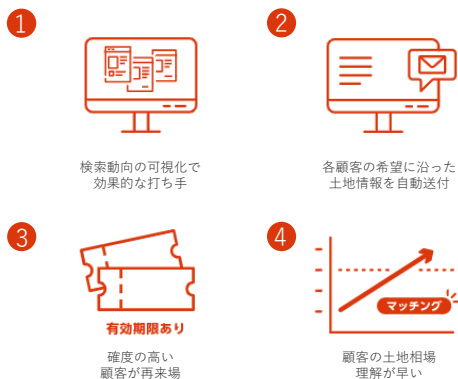 1
検索動向の可視化で
効果的な打ち手
2
各顧客の希望に沿った
土地情報を自動送付
3
有効期限あり
確度の高い
顧客が再来場
4
マッチング
顧客の土地相場
理解が早い